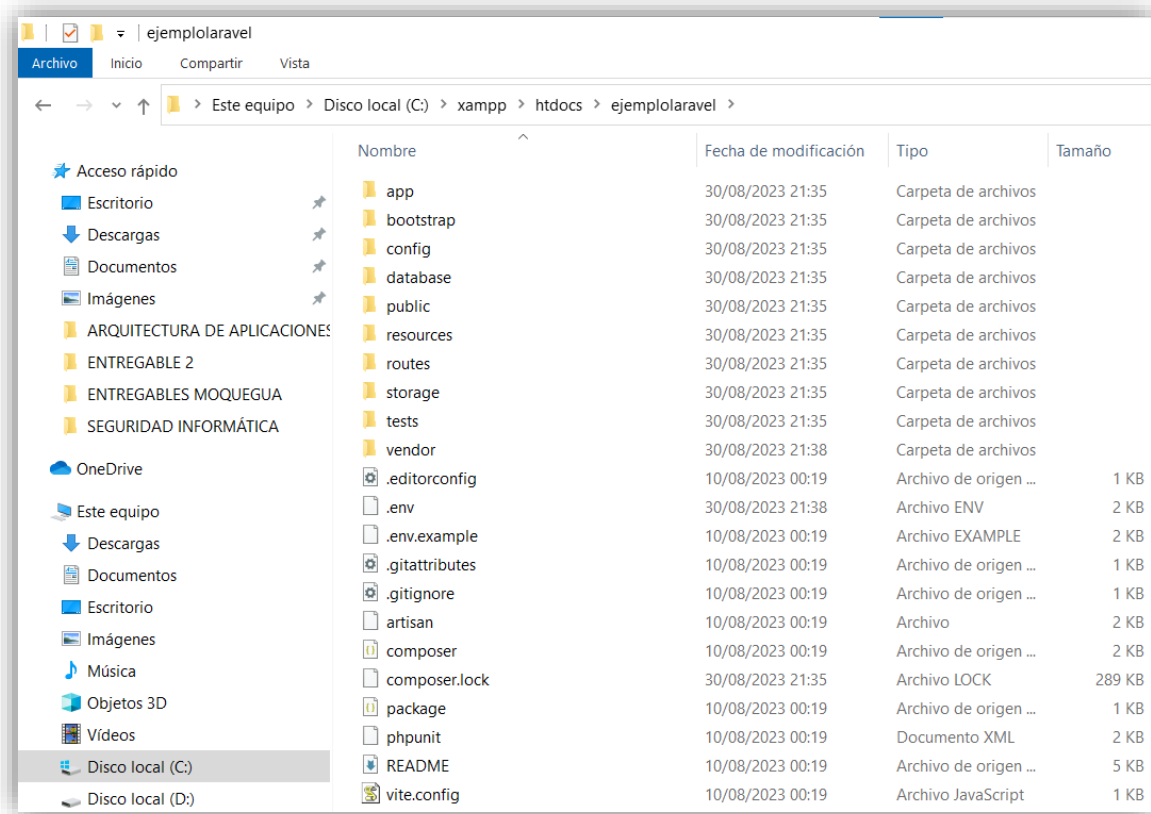 ejemplolaravel
Archivo Inicio Compartir Vista
Este equipo > Disco local (C:) > xampp > htdocs > ejemplolaravel >
Nombre Fecha de modificación Tipo Tamaño
Acceso rápido
Escritorio
Descargas
Documentos
Imágenes
ARQUITECTURA DE APLICACIONES
ENTREGABLE 2
ENTREGABLES MOQUEGUA
SEGURIDAD INFORMÁTICA
OneDrive
Este equipo
Descargas
Documentos
Escritorio
Imágenes
Música
Objetos 3D
Vídeos
Disco local (C:)
Disco local (D:)
app 30/08/2023 21:35 Carpeta de archivos
bootstrap 30/08/2023 21:35 Carpeta de archivos
config 30/08/2023 21:35 Carpeta de archivos
database 30/08/2023 21:35 Carpeta de archivos
public 30/08/2023 21:35 Carpeta de archivos
resources 30/08/2023 21:35 Carpeta de archivos
routes 30/08/2023 21:35 Carpeta de archivos
storage 30/08/2023 21:35 Carpeta de archivos
tests 30/08/2023 21:35 Carpeta de archivos
vendor 30/08/2023 21:38 Carpeta de archivos
.editorconfig 10/08/2023 00:19 Archivo de origen ... 1 KB
.env 30/08/2023 21:38 Archivo ENV 2 KB
.env.example 10/08/2023 00:19 Archivo EXAMPLE 2 KB
.gitattributes 10/08/2023 00:19 Archivo de origen ... 1 KB
.gitignore 10/08/2023 00:19 Archivo de origen ... 1 KB
artisan 10/08/2023 00:19 Archivo 2 KB
composer 10/08/2023 00:19 Archivo de origen ... 2 KB
composer.lock 30/08/2023 21:35 Archivo LOCK 289 KB
package 10/08/2023 00:19 Archivo de origen ... 1 KB
phpunit 10/08/2023 00:19 Documento XML 2 KB
README 10/08/2023 00:19 Archivo de origen ... 5 KB
vite.config 10/08/2023 00:19 Archivo JavaScript 1 KB